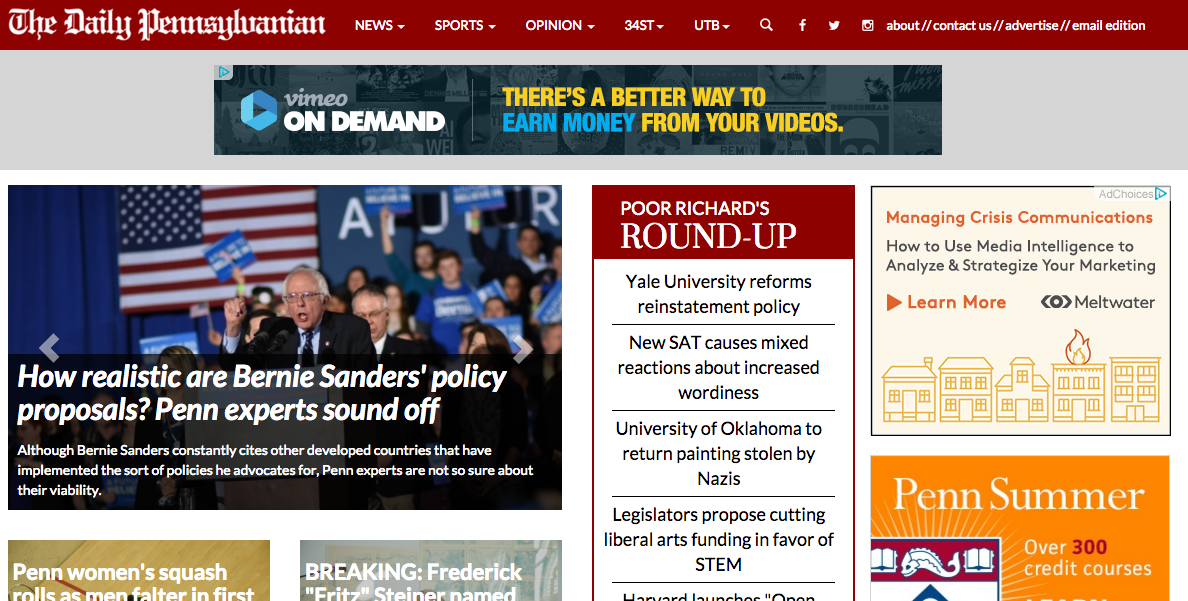 The Daily Pennsylvanian
NEWS
SPORTS
OPINION
34ST
UTB
about // contact us // advertise // email edition
vimeo
ON DEMAND
THERE'S A BETTER WAY TO
EARN MONEY FROM YOUR VIDEOS.
A FUTURE
How realistic are Bernie Sanders' policy
proposals? Penn experts sound off
Although Bernie Sanders constantly cites other developed countries that have
implemented the sort of policies he advocates for, Penn experts are not so sure about
their viability.
Penn women's squash
rolls as men falter in first
BREAKING: Frederick
"Fritz" Steiner named
POOR RICHARD'S
ROUND-UP
Yale University reforms
reinstatement policy
New SAT causes mixed
reactions about increased
wordiness
University of Oklahoma to
return painting stolen by
Nazis
Legislators propose cutting
liberal arts funding in favor of
STEM
Harvard launches "Open
AdChoices
Managing Crisis Communications
How to Use Media Intelligence to
Analyze & Strategize Your Marketing
Learn More
Meltwater
Penn Summer
Over 300
credit courses